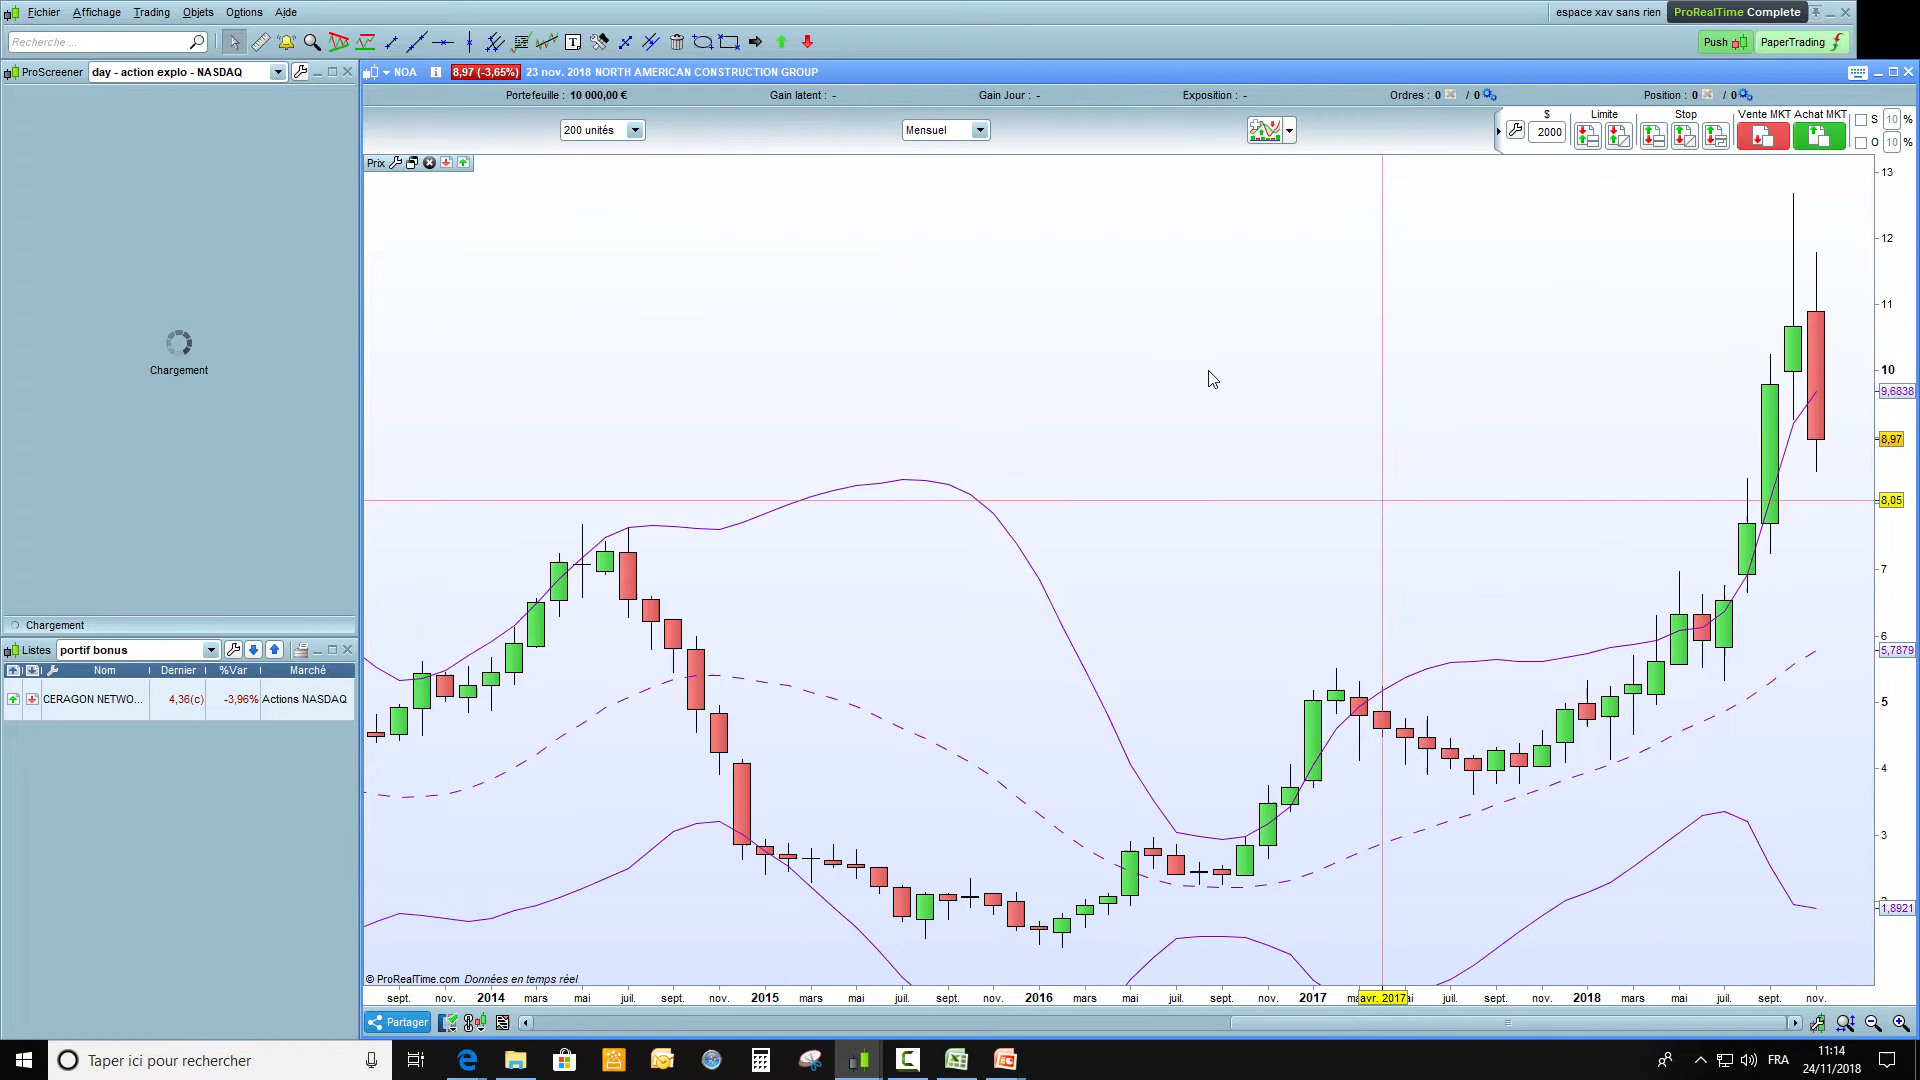 Fichier Affichage Trading Objets Options Aide
espace xav sans rien ProRealTime Complete
Recherche ...
Push PaperTrading
ProScreener day - action explo - NASDAQ
NOA 8,97 (-3,65%) 23 nov. 2018 NORTH AMERICAN CONSTRUCTION GROUP
Portefeuille : 10 000,00 € Gain latent : - Gain Jour : - Exposition : - Ordres : 0 / 0 Position : 0 / 0
200 unités Mensuel
$ Limite Stop Vente MKT Achat MKT S 10 %
2000 O 10 %
Prix
13
12
11
10
9,6838
8,97
8,05
7
6
5,7879
5
4
3
1,8921
Chargement
Chargement
Listes portif bonus
Nom Dernier %Var Marché
CERAGON NETWO... 4,36(c) -3,96% Actions NASDAQ
© ProRealTime.com Données en temps réel
sept. nov. 2014 mars mai juil. sept. nov. 2015 mars mai juil. sept. nov. 2016 mars mai juil. sept. nov. 2017 avr. 2017 juil. sept. nov. 2018 mars mai juil. sept. nov.
Partager
Taper ici pour rechercher
FRA
11:14
24/11/2018